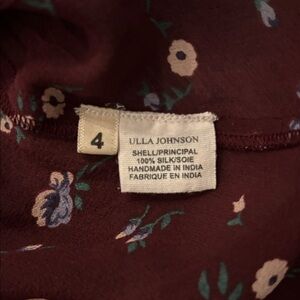 4
ULLA JOHNSON
SHELL/PRINCIPAL
100% SILK/SOIE
HANDMADE IN INDIA
FABRIQUE EN INDIA